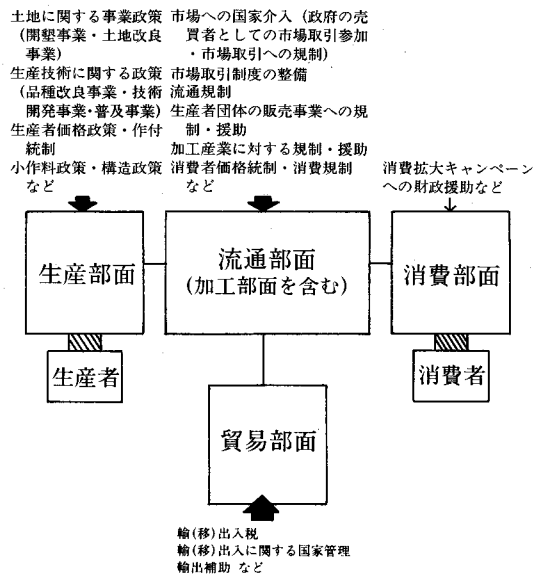 土地に関する事業政策
(開墾事業・土地改良
事業)
生産技術に関する政策
(品種改良事業・技術
開発事業・普及事業)
生産者価格政策・作付
統制
小作料政策・構造政策
など
市場への国家介入(政府の売
買者としての市場取引参加
・市場取引への規制)
市場取引制度の整備
流通規制
生産者団体の販売事業への規
制・援助
加工産業に対する規制・援助
消費者価格統制・消費規制
など
消費拡大キャンペーン
への財政援助など
生産部面
流通部面
(加工部面を含む)
消費部面
生産者
消費者
貿易部面
輸(移)出入税
輸(移)出入に関する国家管理
輸出補助 など